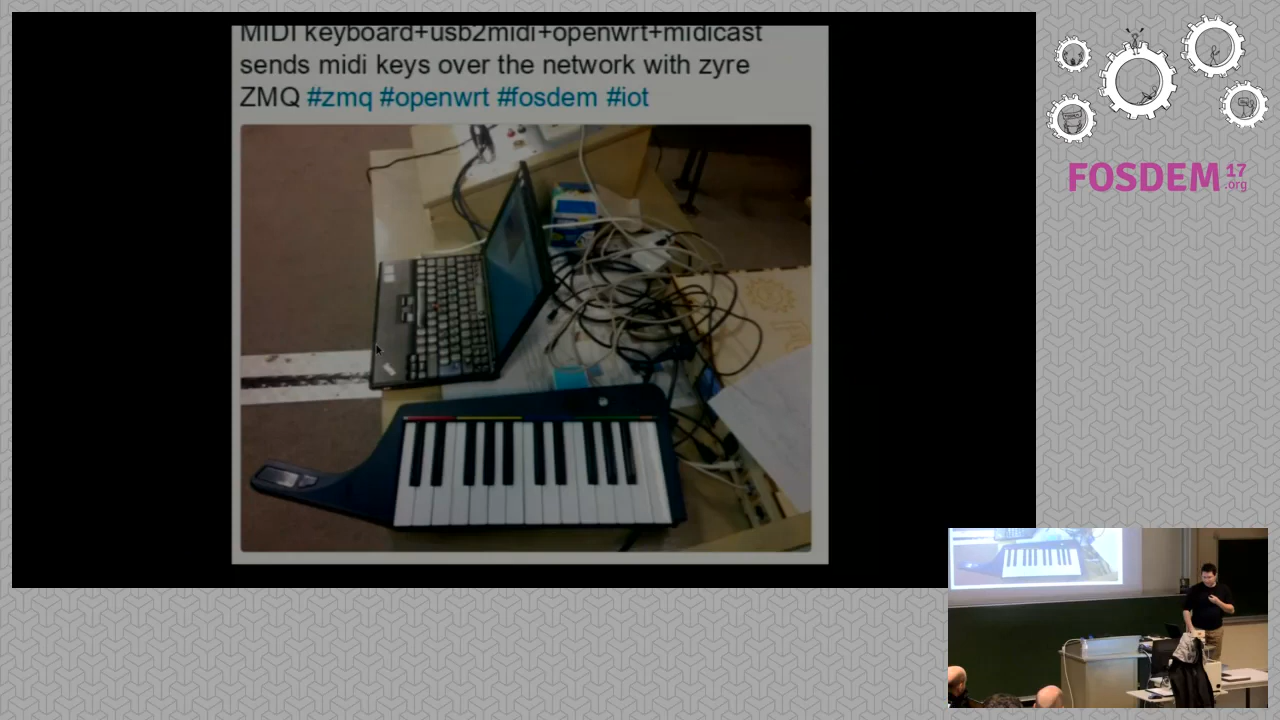 MIDI keyboard+usb2midi+openwrt+midicast
sends midi keys over the network with zyre
ZMQ #zmq #openwrt #fosdem #iot
FOSDEM 17
.org